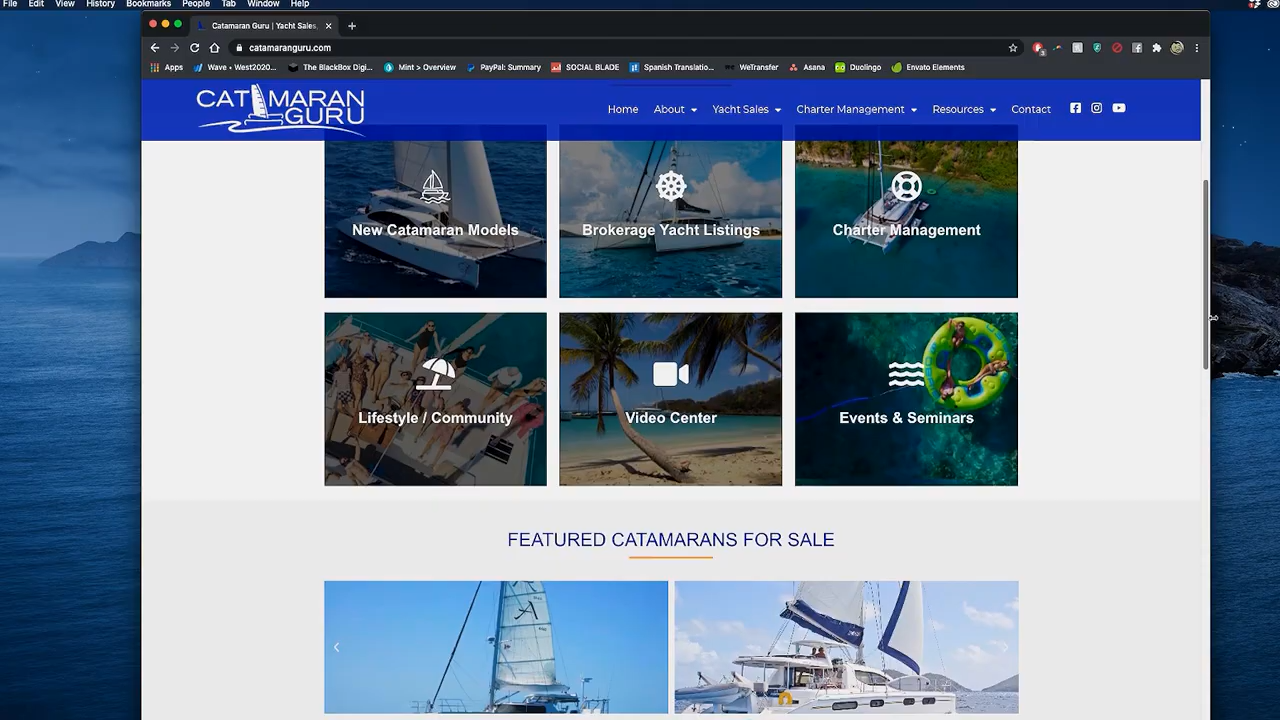 File Edit View History Bookmarks People Tab Window Help
Catamaran Guru | Yacht Sales,
catamaranguru.com
Apps Wave • West2020... The BlackBox Digi... Mint > Overview PayPal: Summary SOCIAL BLADE Spanish Translatio... WeTransfer Asana Duolingo Envato Elements
CATAMARAN
GURU
Home About Yacht Sales Charter Management Resources Contact
New Catamaran Models Brokerage Yacht Listings Charter Management
Lifestyle / Community Video Center Events & Seminars
FEATURED CATAMARANS FOR SALE
A